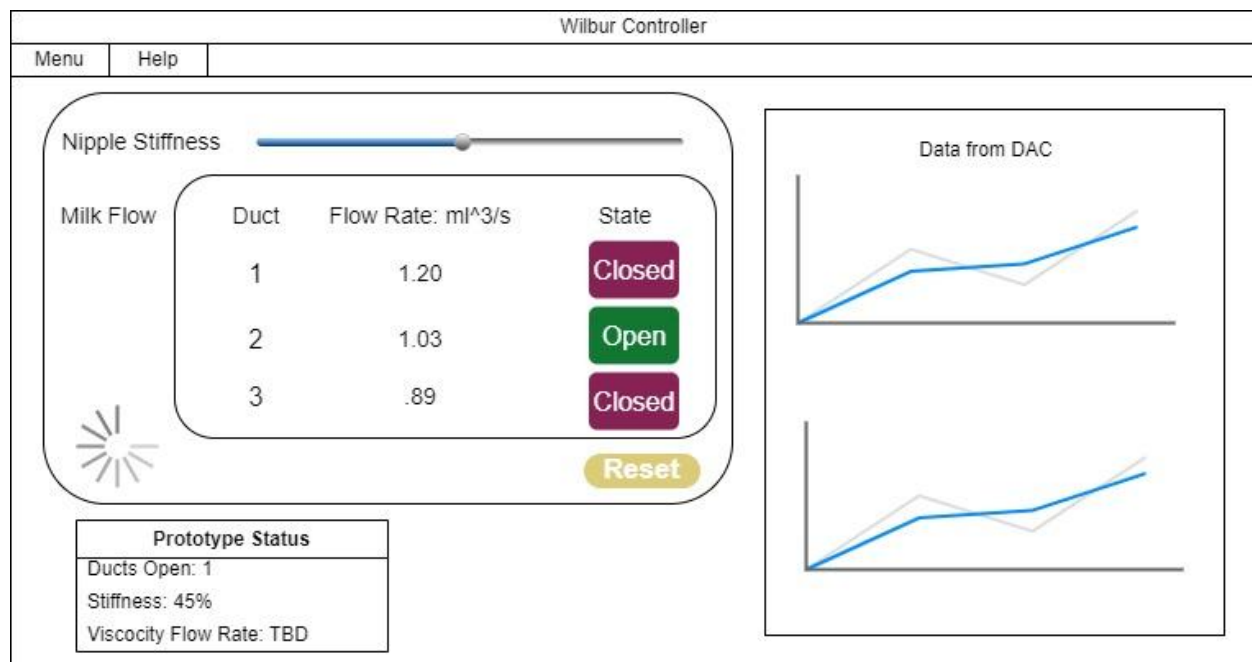 Wilbur Controller
Menu Help
Nipple Stiffness
Milk Flow Duct Flow Rate: ml^3/s State
1 1.20 Closed
2 1.03 Open
3 .89 Closed
Reset
Prototype Status
Ducts Open: 1
Stiffness: 45%
Viscocity Flow Rate: TBD
Data from DAC